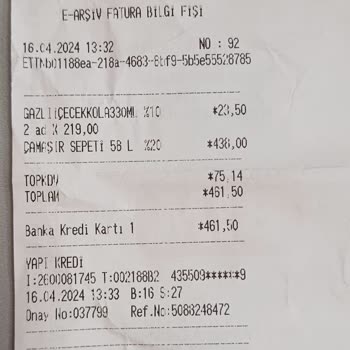 E-ARŞİV FATURA BİLGİ FİŞİ
16.04.2024 13:32 NO : 92
ETTN:b01188ea-218a-4683-8bf9-5b5e55528785
GAZLIİÇECEKKOLA330ML %10 *23,50
2 ad X 219,00
ÇAMAŞIR SEPETİ 58 L %20 *438,00
TOPKDV *75,14
TOPLAM *461,50
Banka Kredi Kartı 1 *461,50
YAPI KREDİ
I:2600081745 T:00218882 435509******9
16.04.2024 13:33 B:16 S:27
Onay No:037799 Ref.No:5088248472